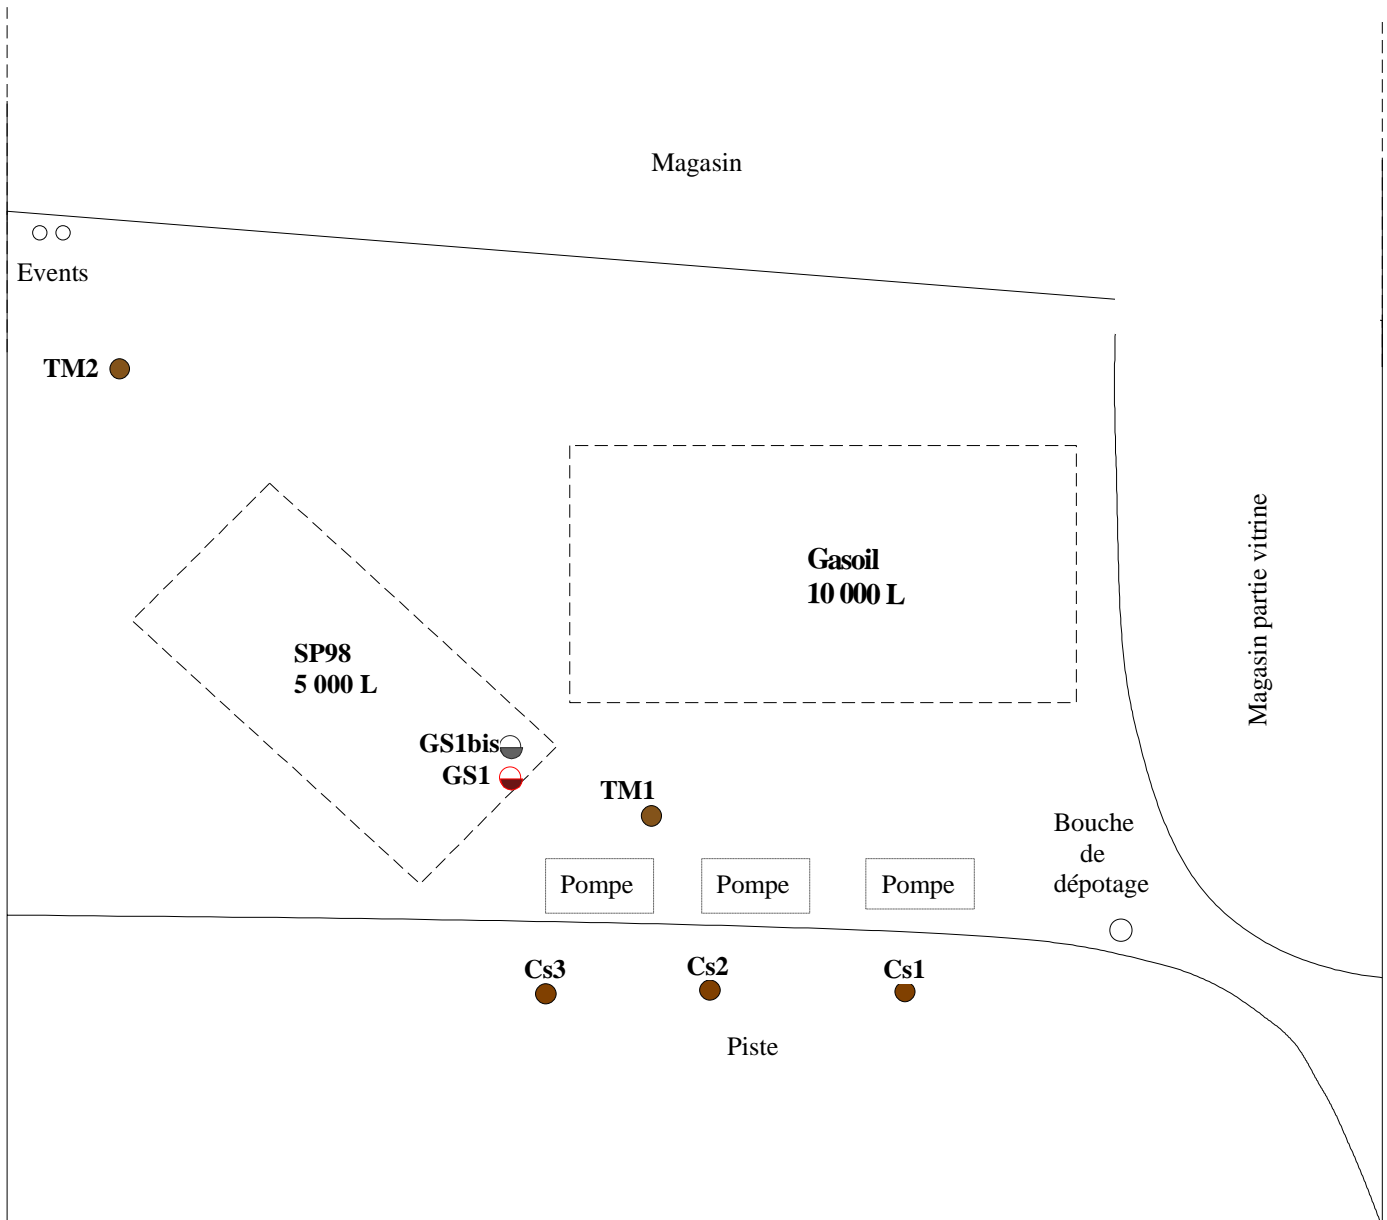 Magasin
Events
TM2
Gasoil
10 000 L
Magasin partie vitrine
SP98
5 000 L
GS1bis
GS1
TM1
Bouche
de
dépotage
Pompe
Pompe
Pompe
Cs3
Cs2
Cs1
Piste